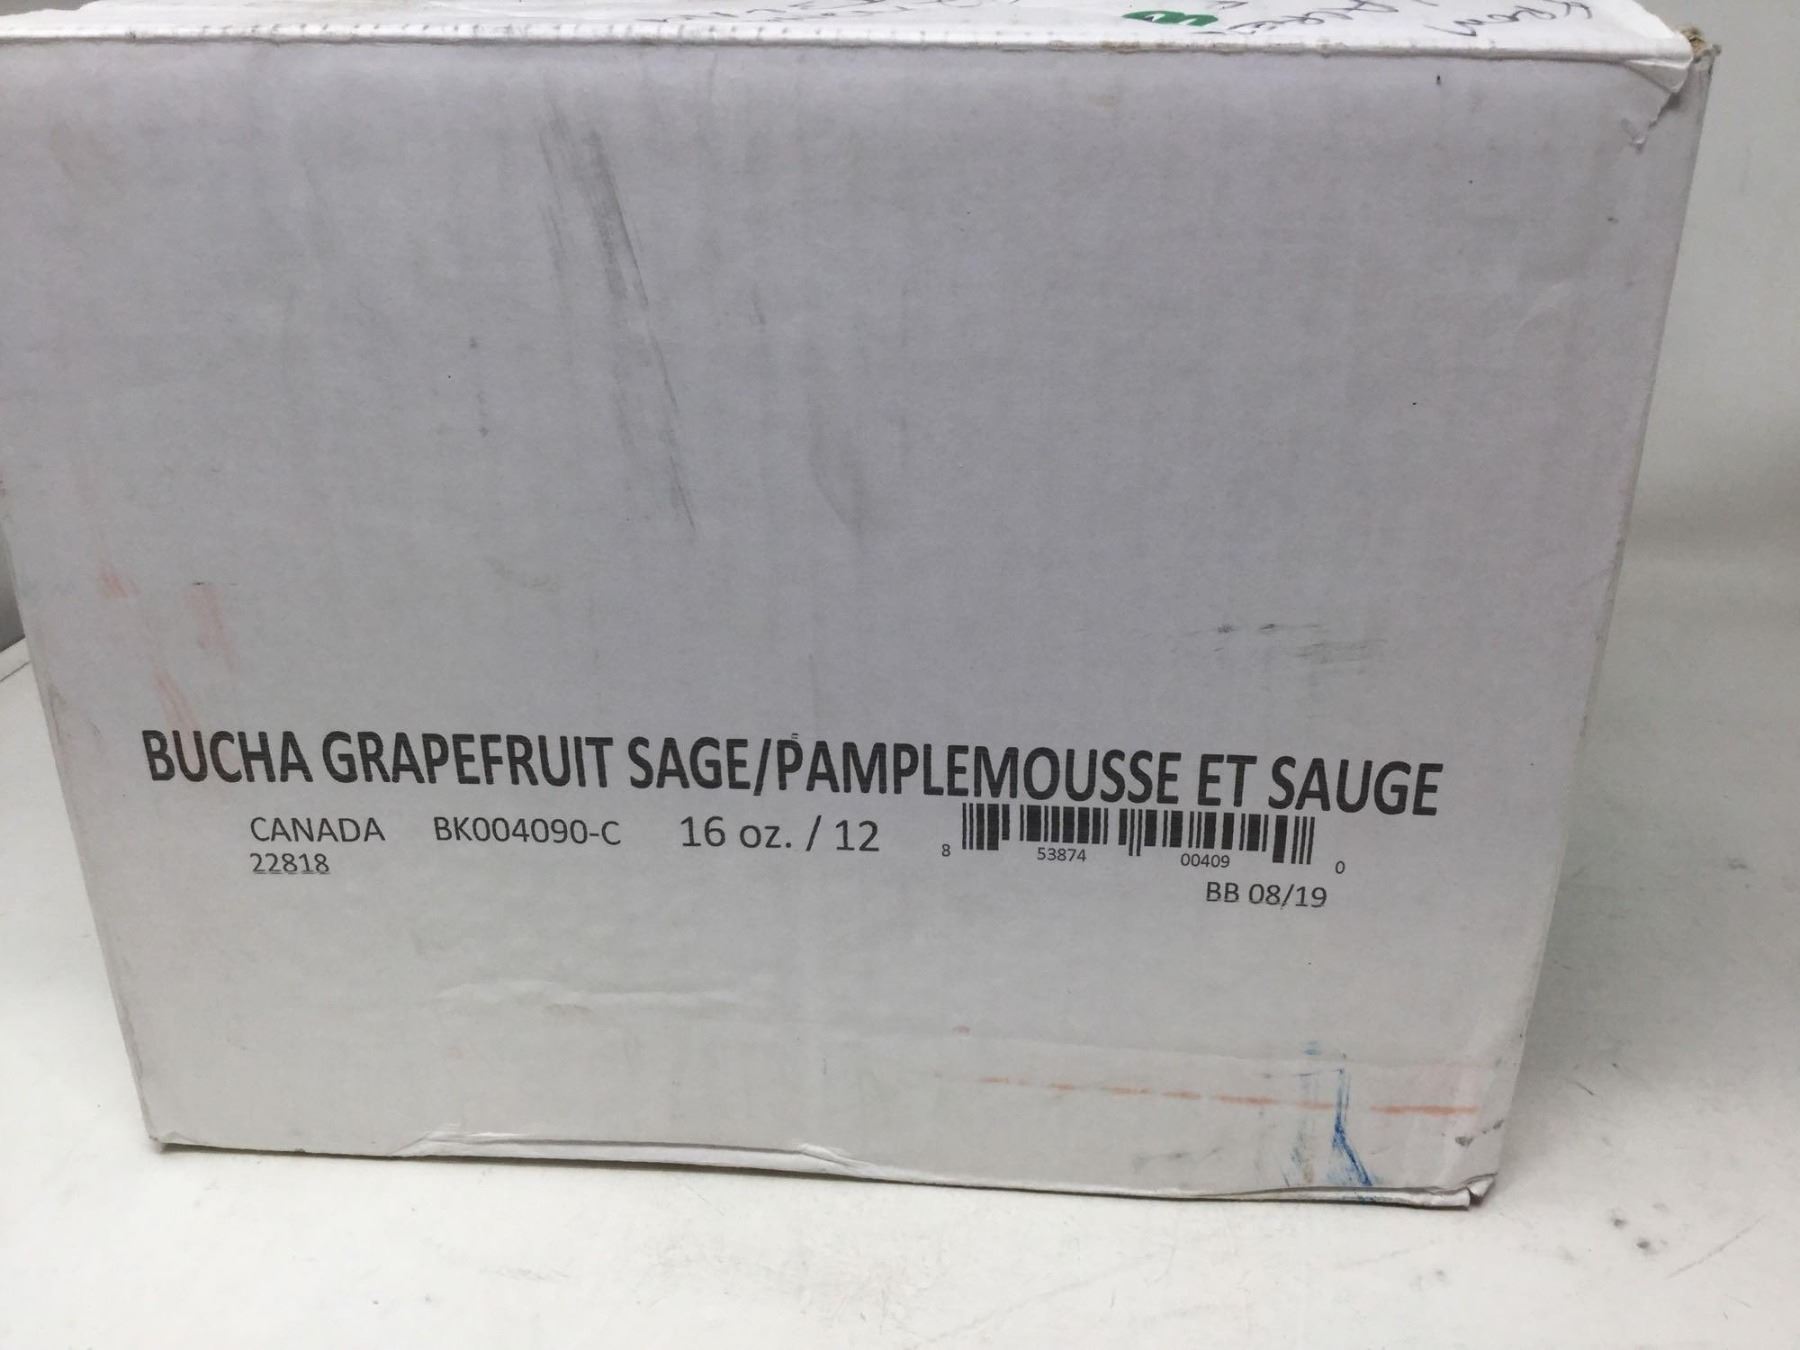 BUCHA GRAPEFRUIT SAGE/PAMPLEMOUSSE ET SAUGE
CANADA BK004090-C 16 oz. / 12
8 53874 00409 0
22818
BB 08/19